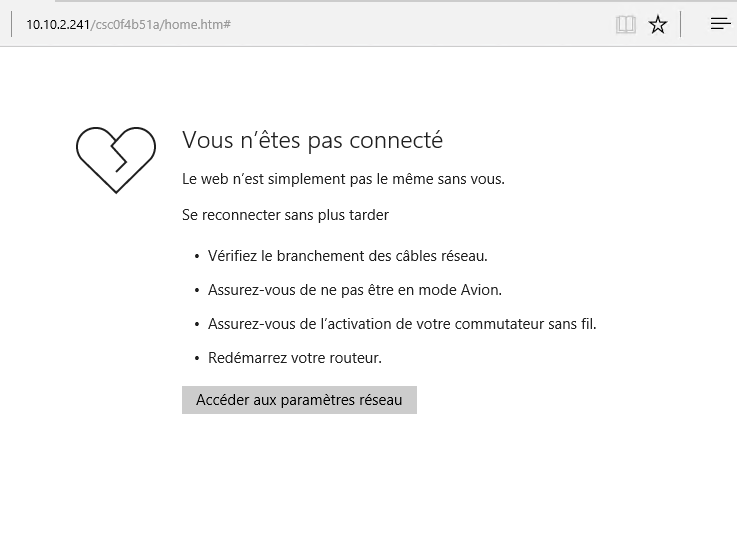 10.10.2.241/csc0f4b51a/home.htm#
Vous n’êtes pas connecté
Le web n’est simplement pas le même sans vous.
Se reconnecter sans plus tarder
• Vérifiez le branchement des câbles réseau.
• Assurez-vous de ne pas être en mode Avion.
• Assurez-vous de l’activation de votre commutateur sans fil.
• Redémarrez votre routeur.
Accéder aux paramètres réseau